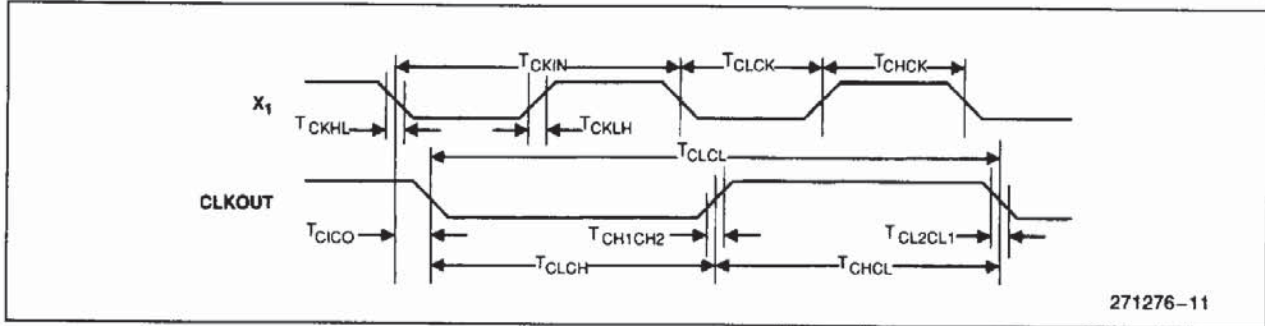 TCKIN TCLCK TCHCK
X1
TCKHL TCKLH
TCLCL
CLKOUT
TCICO TCH1CH2 TCL2CL1
TCLCH TCHCL
271276-11